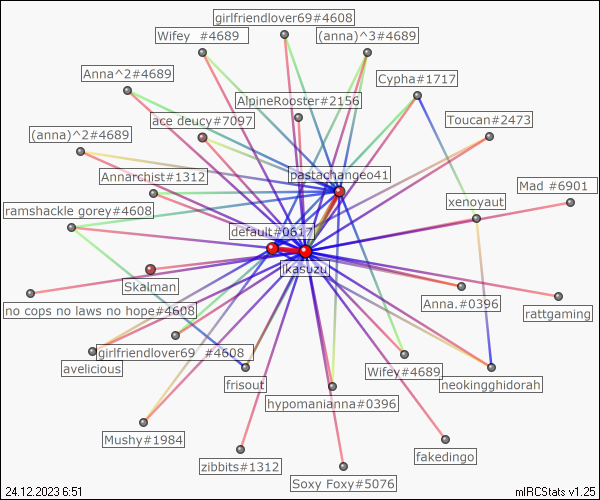 girlfriendlover69#4608
Wifey  #4689
(anna)^3#4689
Anna^2#4689
Cypha#1717
AlpineRooster#2156
ace deucy#7097
Toucan#2473
(anna)^2#4689
Annarchist#1312
pastachangeo41
Mad #6901
xenoyaut
ramshackle gorey#4608
default#0617
jkasuzu
Skalman
Anna.#0396
no cops no laws no hope#4608
rattgaming
girlfriendlover69  #4608
avelicious
Wifey#4689
frisout
neokingghidorah
hypomanianna#0396
Mushy#1984
fakedingo
zibbits#1312
Soxy Foxy#5076
24.12.2023 6:51
mIRCStats v1.25